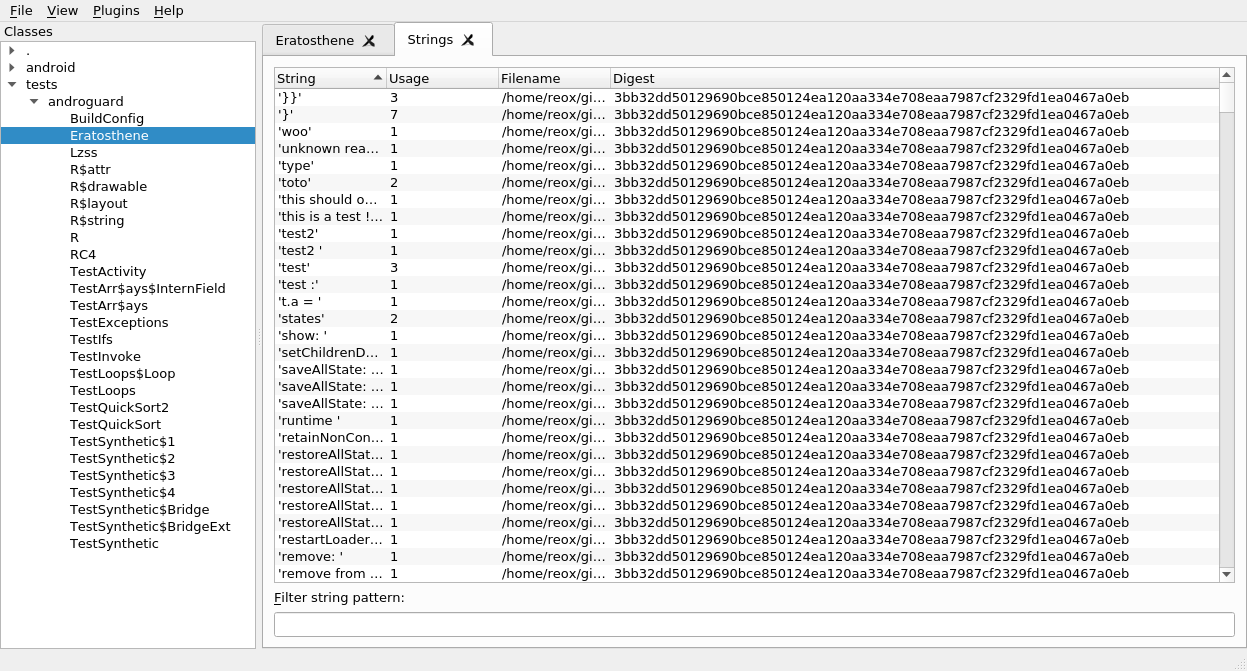 File View Plugins Help
Classes
.
android
tests
androguard
BuildConfig
Eratosthene
Lzss
R$attr
R$drawable
R$layout
R$string
R
RC4
TestActivity
TestArr$ays$InternField
TestArr$ays
TestExceptions
TestIfs
TestInvoke
TestLoops$Loop
TestLoops
TestQuickSort2
TestQuickSort
TestSynthetic$1
TestSynthetic$2
TestSynthetic$3
TestSynthetic$4
TestSynthetic$Bridge
TestSynthetic$BridgeExt
TestSynthetic
Eratosthene Strings
String Usage Filename Digest
'}}' 3 /home/reox/gi... 3bb32dd50129690bce850124ea120aa334e708eaa7987cf2329fd1ea0467a0eb
'}' 7 /home/reox/gi... 3bb32dd50129690bce850124ea120aa334e708eaa7987cf2329fd1ea0467a0eb
'woo' 1 /home/reox/gi... 3bb32dd50129690bce850124ea120aa334e708eaa7987cf2329fd1ea0467a0eb
'unknown rea... 1 /home/reox/gi... 3bb32dd50129690bce850124ea120aa334e708eaa7987cf2329fd1ea0467a0eb
'type' 1 /home/reox/gi... 3bb32dd50129690bce850124ea120aa334e708eaa7987cf2329fd1ea0467a0eb
'toto' 2 /home/reox/gi... 3bb32dd50129690bce850124ea120aa334e708eaa7987cf2329fd1ea0467a0eb
'this should o... 1 /home/reox/gi... 3bb32dd50129690bce850124ea120aa334e708eaa7987cf2329fd1ea0467a0eb
'this is a test !... 1 /home/reox/gi... 3bb32dd50129690bce850124ea120aa334e708eaa7987cf2329fd1ea0467a0eb
'test2' 1 /home/reox/gi... 3bb32dd50129690bce850124ea120aa334e708eaa7987cf2329fd1ea0467a0eb
'test2 ' 1 /home/reox/gi... 3bb32dd50129690bce850124ea120aa334e708eaa7987cf2329fd1ea0467a0eb
'test' 3 /home/reox/gi... 3bb32dd50129690bce850124ea120aa334e708eaa7987cf2329fd1ea0467a0eb
'test :' 1 /home/reox/gi... 3bb32dd50129690bce850124ea120aa334e708eaa7987cf2329fd1ea0467a0eb
't.a = ' 1 /home/reox/gi... 3bb32dd50129690bce850124ea120aa334e708eaa7987cf2329fd1ea0467a0eb
'states' 2 /home/reox/gi... 3bb32dd50129690bce850124ea120aa334e708eaa7987cf2329fd1ea0467a0eb
'show: ' 1 /home/reox/gi... 3bb32dd50129690bce850124ea120aa334e708eaa7987cf2329fd1ea0467a0eb
'setChildrenD... 1 /home/reox/gi... 3bb32dd50129690bce850124ea120aa334e708eaa7987cf2329fd1ea0467a0eb
'saveAllState: ... 1 /home/reox/gi... 3bb32dd50129690bce850124ea120aa334e708eaa7987cf2329fd1ea0467a0eb
'saveAllState: ... 1 /home/reox/gi... 3bb32dd50129690bce850124ea120aa334e708eaa7987cf2329fd1ea0467a0eb
'saveAllState: ... 1 /home/reox/gi... 3bb32dd50129690bce850124ea120aa334e708eaa7987cf2329fd1ea0467a0eb
'runtime ' 1 /home/reox/gi... 3bb32dd50129690bce850124ea120aa334e708eaa7987cf2329fd1ea0467a0eb
'retainNonCon... 1 /home/reox/gi... 3bb32dd50129690bce850124ea120aa334e708eaa7987cf2329fd1ea0467a0eb
'restoreAllStat... 1 /home/reox/gi... 3bb32dd50129690bce850124ea120aa334e708eaa7987cf2329fd1ea0467a0eb
'restoreAllStat... 1 /home/reox/gi... 3bb32dd50129690bce850124ea120aa334e708eaa7987cf2329fd1ea0467a0eb
'restoreAllStat... 1 /home/reox/gi... 3bb32dd50129690bce850124ea120aa334e708eaa7987cf2329fd1ea0467a0eb
'restoreAllStat... 1 /home/reox/gi... 3bb32dd50129690bce850124ea120aa334e708eaa7987cf2329fd1ea0467a0eb
'restoreAllStat... 1 /home/reox/gi... 3bb32dd50129690bce850124ea120aa334e708eaa7987cf2329fd1ea0467a0eb
'restartLoader... 1 /home/reox/gi... 3bb32dd50129690bce850124ea120aa334e708eaa7987cf2329fd1ea0467a0eb
'remove: ' 1 /home/reox/gi... 3bb32dd50129690bce850124ea120aa334e708eaa7987cf2329fd1ea0467a0eb
'remove from ... 1 /home/reox/gi... 3bb32dd50129690bce850124ea120aa334e708eaa7987cf2329fd1ea0467a0eb
Filter string pattern: